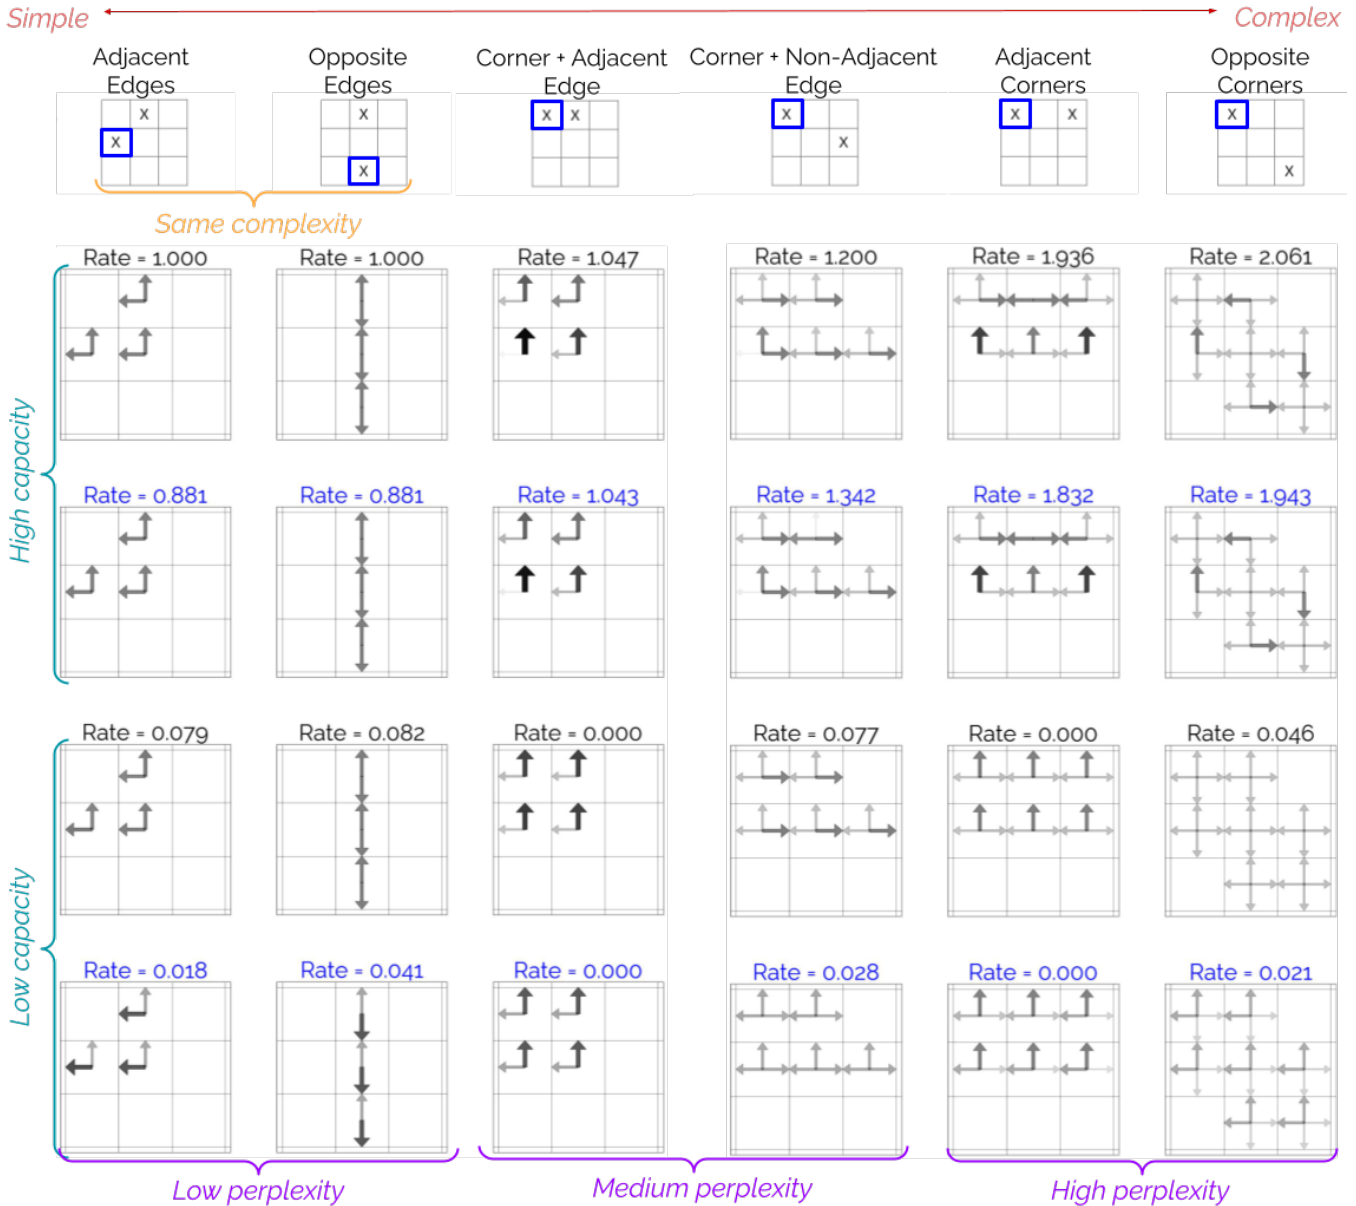 Simple
Complex
Adjacent
Edges
Opposite
Edges
Corner + Adjacent
Edge
Corner + Non-Adjacent
Edge
Adjacent
Corners
Opposite
Corners
x
x
x
x
x x
x
x
x x
x
x
Same complexity
High capacity
Rate = 1.000
Rate = 1.000
Rate = 1.047
Rate = 1.200
Rate = 1.936
Rate = 2.061
Rate = 0.881
Rate = 0.881
Rate = 1.043
Rate = 1.342
Rate = 1.832
Rate = 1.943
Low capacity
Rate = 0.079
Rate = 0.082
Rate = 0.000
Rate = 0.077
Rate = 0.000
Rate = 0.046
Rate = 0.018
Rate = 0.041
Rate = 0.000
Rate = 0.028
Rate = 0.000
Rate = 0.021
Low perplexity
Medium perplexity
High perplexity